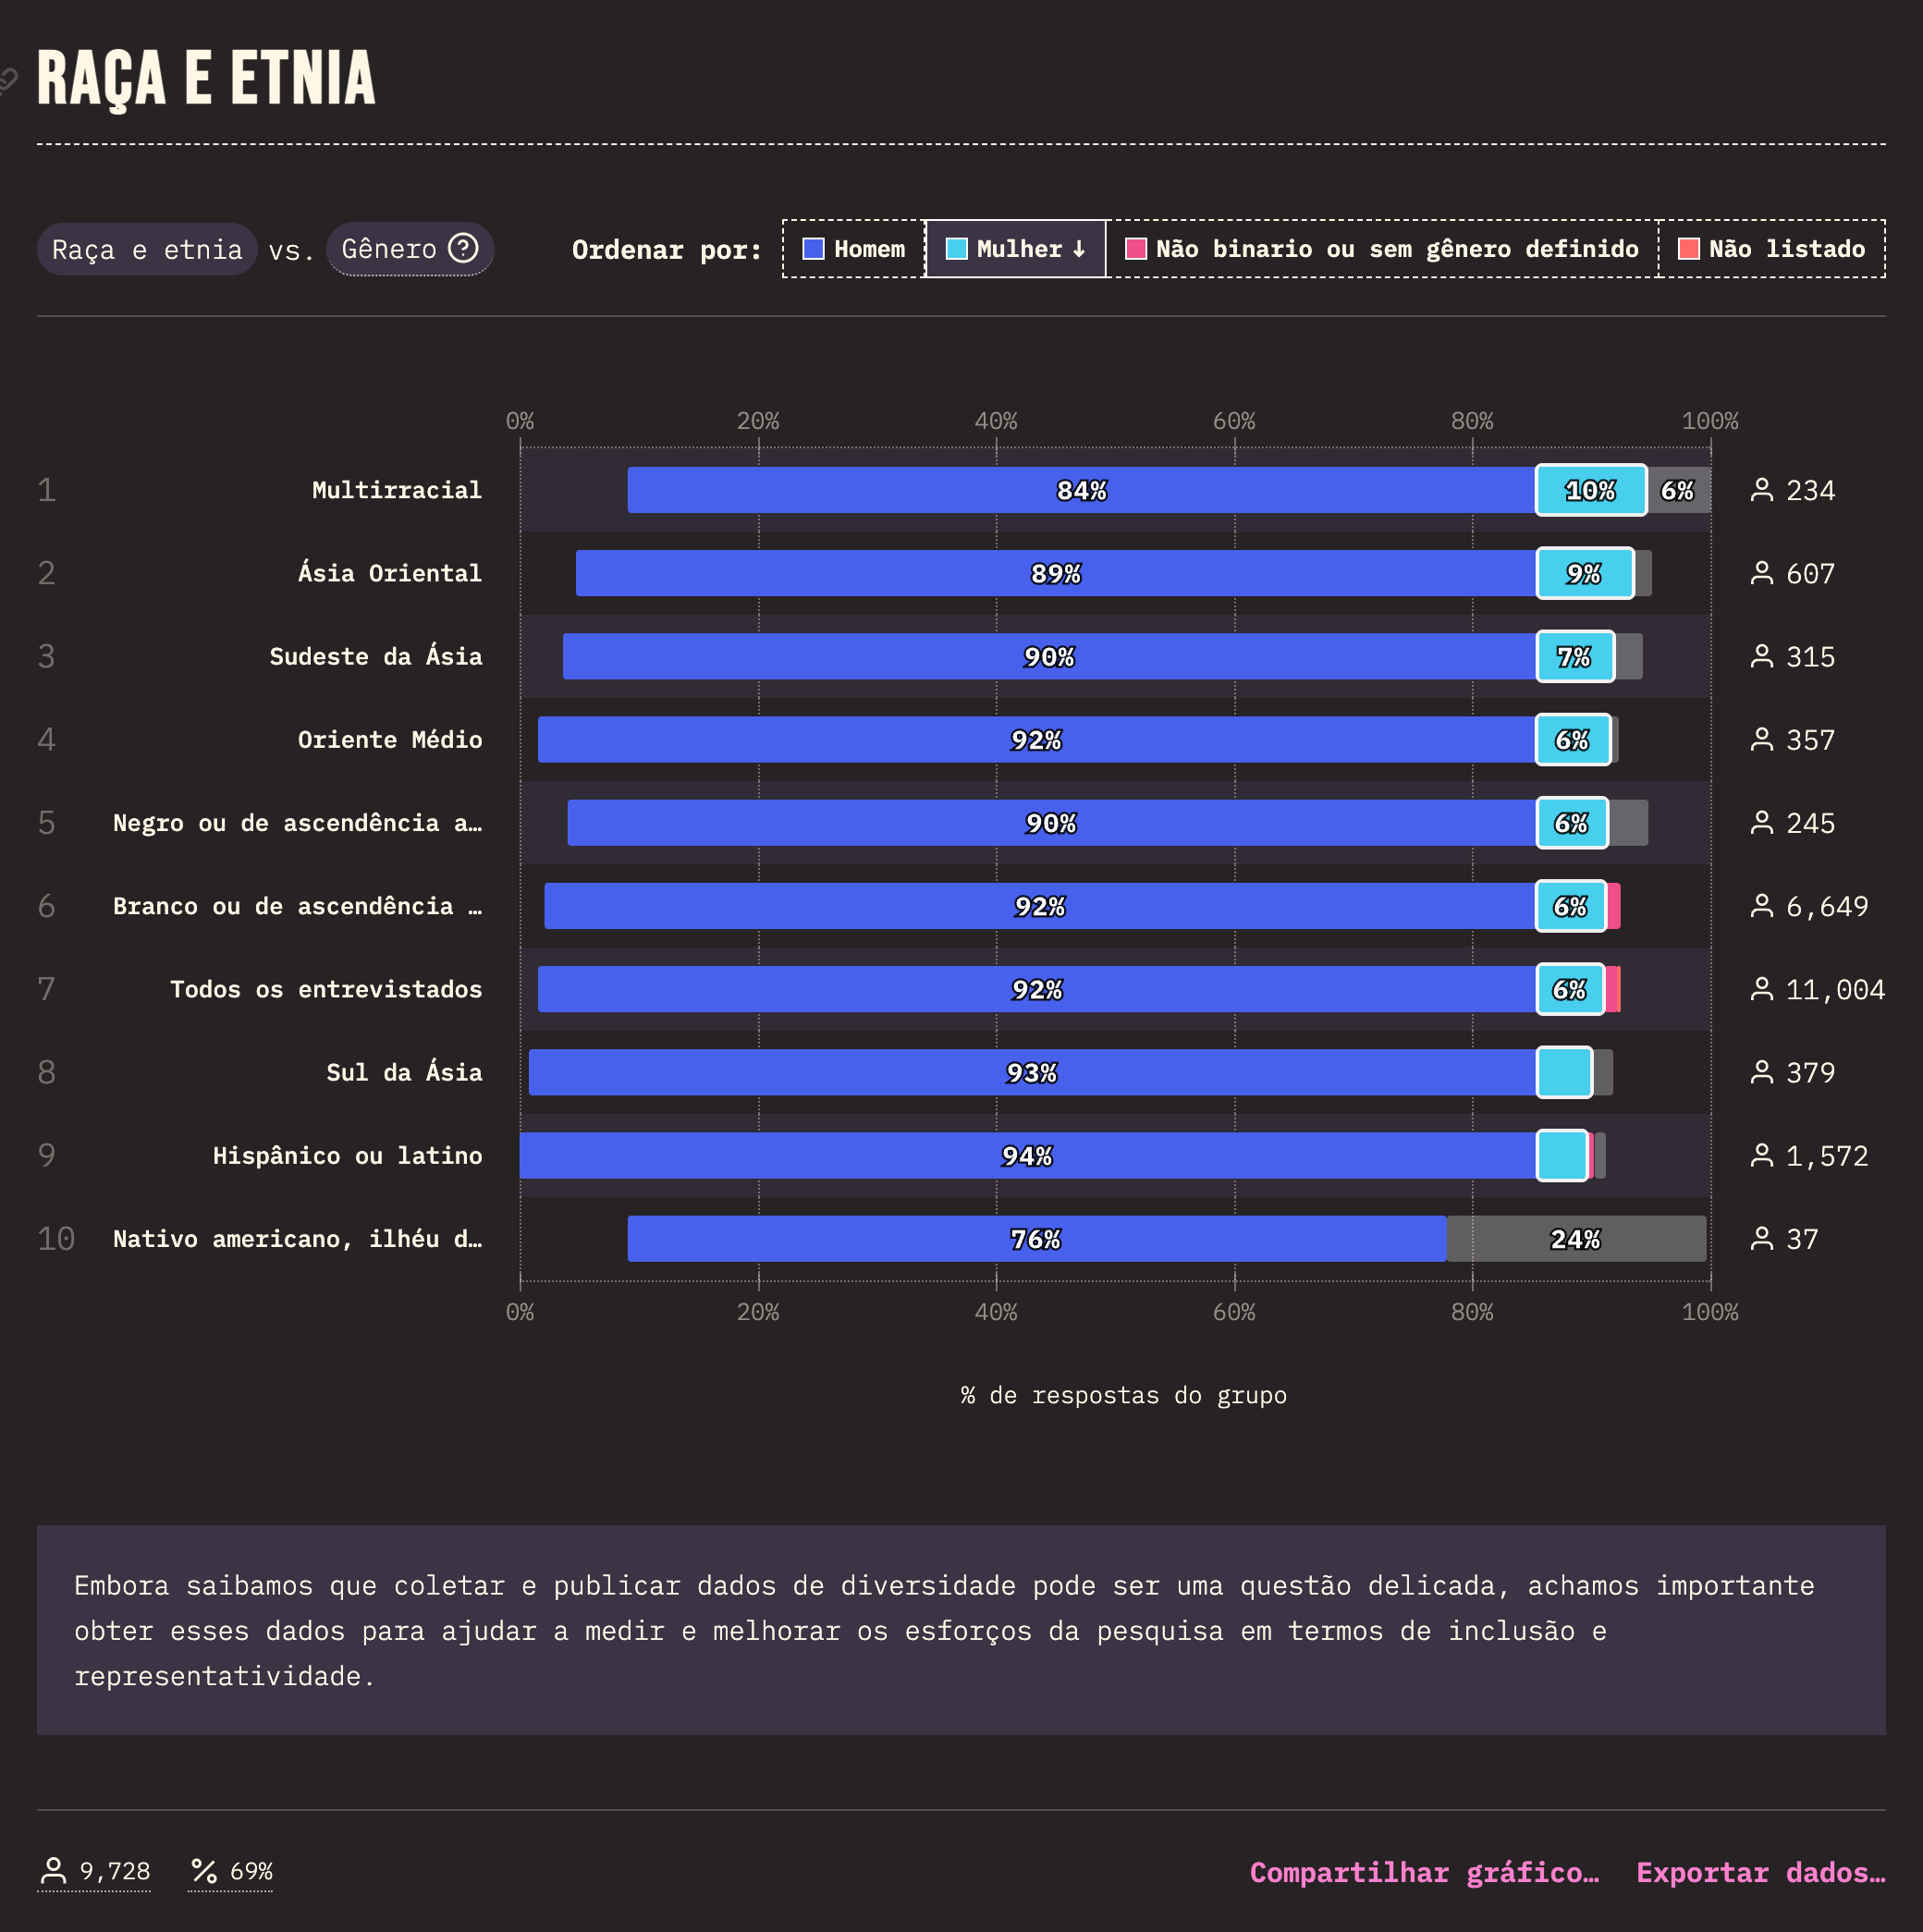 RAÇA E ETNIA
Raça e etnia vs. Gênero ? Ordenar por: Homem Mulher ↓ Não binario ou sem gênero definido Não listado
0% 20% 40% 60% 80% 100%
1 Multirracial 84% 10% 6% 234
2 Ásia Oriental 89% 9% 607
3 Sudeste da Ásia 90% 7% 315
4 Oriente Médio 92% 6% 357
5 Negro ou de ascendência a… 90% 6% 245
6 Branco ou de ascendência … 92% 6% 6,649
7 Todos os entrevistados 92% 6% 11,004
8 Sul da Ásia 93% 379
9 Hispânico ou latino 94% 1,572
10 Nativo americano, ilhéu d… 76% 24% 37
0% 20% 40% 60% 80% 100%
% de respostas do grupo
Embora saibamos que coletar e publicar dados de diversidade pode ser uma questão delicada, achamos importante
obter esses dados para ajudar a medir e melhorar os esforços da pesquisa em termos de inclusão e
representatividade.
9,728 % 69% Compartilhar gráfico… Exportar dados…